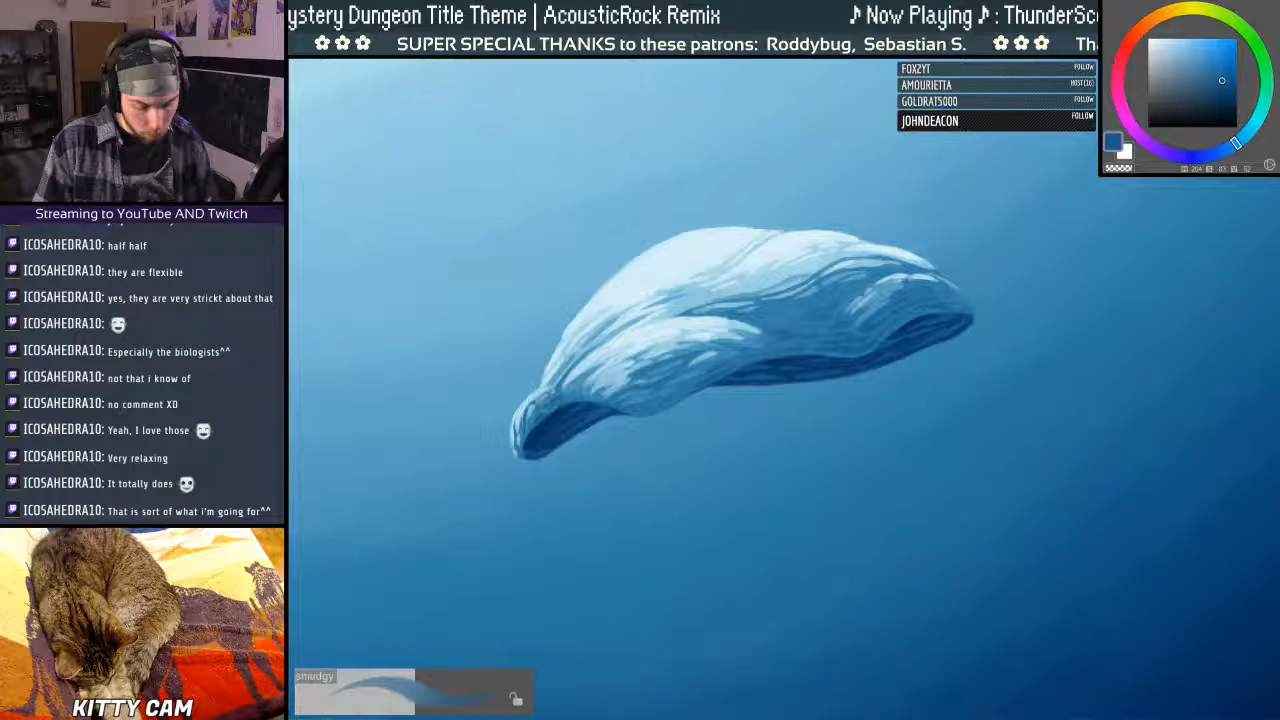 ystery Dungeon Title Theme | AcousticRock Remix ♪ Now Playing ♪ : ThunderSc
SUPER SPECIAL THANKS to these patrons: Roddybug, Sebastian S. Th
FOXZYT FOLLOW
AMOURIETTA HOST(16)
GOLDRAT5000 FOLLOW
JOHNDEACON FOLLOW
Streaming to YouTube AND Twitch
ICOSAHEDRA10: half half
ICOSAHEDRA10: they are flexible
ICOSAHEDRA10: yes, they are very strickt about that
ICOSAHEDRA10:
ICOSAHEDRA10: Especially the biologists^^
ICOSAHEDRA10: not that i know of
ICOSAHEDRA10: no comment XD
ICOSAHEDRA10: Yeah, I love those
ICOSAHEDRA10: Very relaxing
ICOSAHEDRA10: It totally does
ICOSAHEDRA10: That is sort of what i'm going for^^
KITTY CAM
smudgy